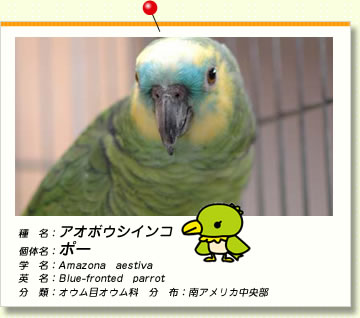 種　名：アオボウシインコ
個体名：ポー
学　名：Amazona aestiva
英　名：Blue-fronted parrot
分　類：オウム目オウム科　分　布：南アメリカ中央部